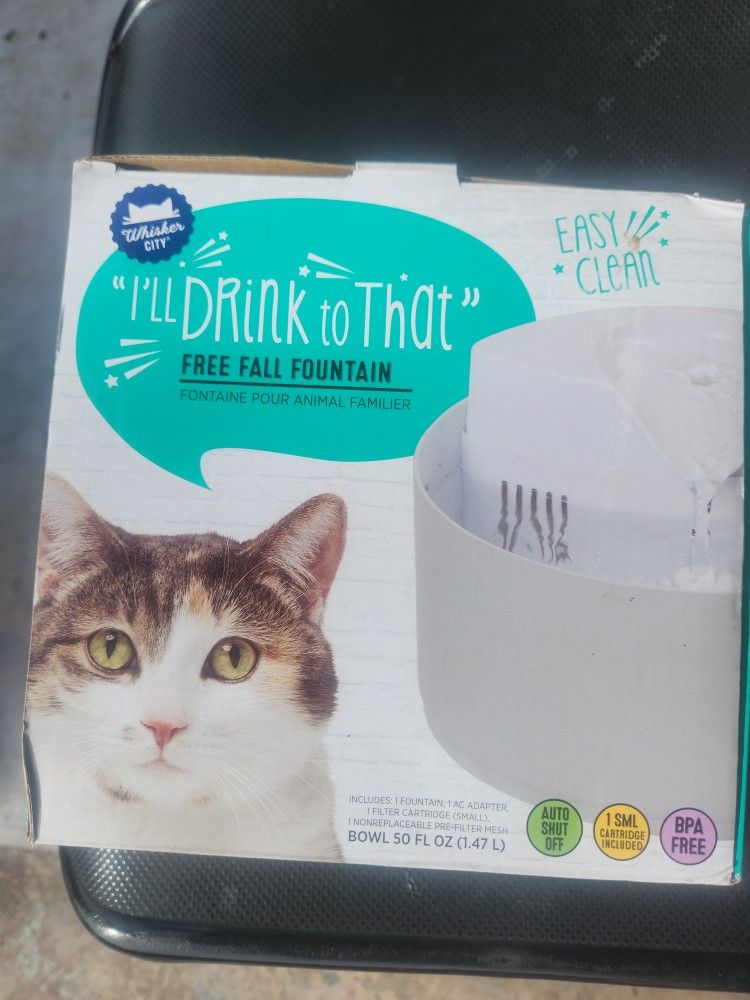 Whisker
CITY®
EASY
CLEAN
"I'LL DRINK to THAT"
FREE FALL FOUNTAIN
FONTAINE POUR ANIMAL FAMILIER
INCLUDES: 1 FOUNTAIN, 1 AC ADAPTER,
1 FILTER CARTRIDGE (SMALL),
1 NONREPLACEABLE PRE-FILTER MESH
BOWL 50 FL OZ (1.47 L)
AUTO
SHUT
OFF
1 SML
CARTRIDGE
INCLUDED
BPA
FREE